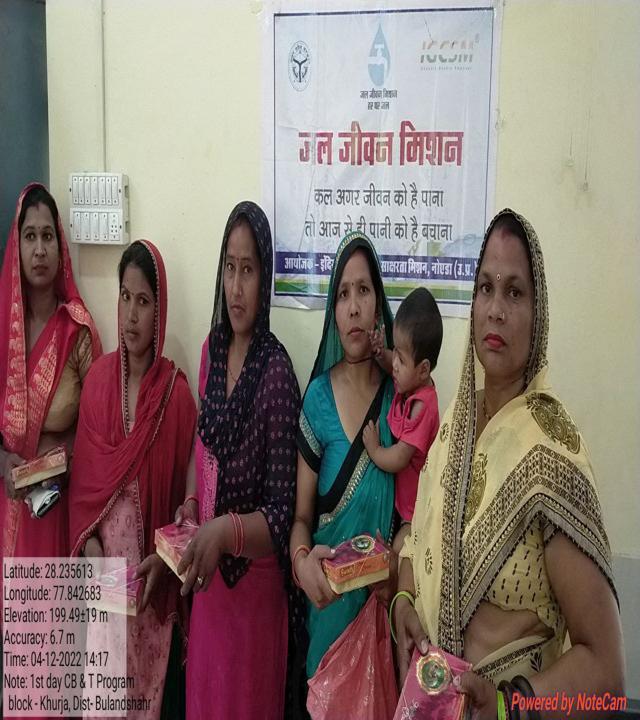 IGCSM
जल जीवन मिशन
हर घर जल
जल जीवन मिशन
कल अगर जीवन को है पाना
तो आज से ही पानी को है बचाना
आयोजक - साक्षरता मिशन, नोएडा (उ.प्र.)
Latitude: 28.235613
Longitude: 77.842683
Elevation: 199.49±19 m
Accuracy: 6.7 m
Time: 04-12-2022 14:17
Note: 1st day CB & T Program
block - Khurja, Dist- Bulandshahr
Powered by NoteCam